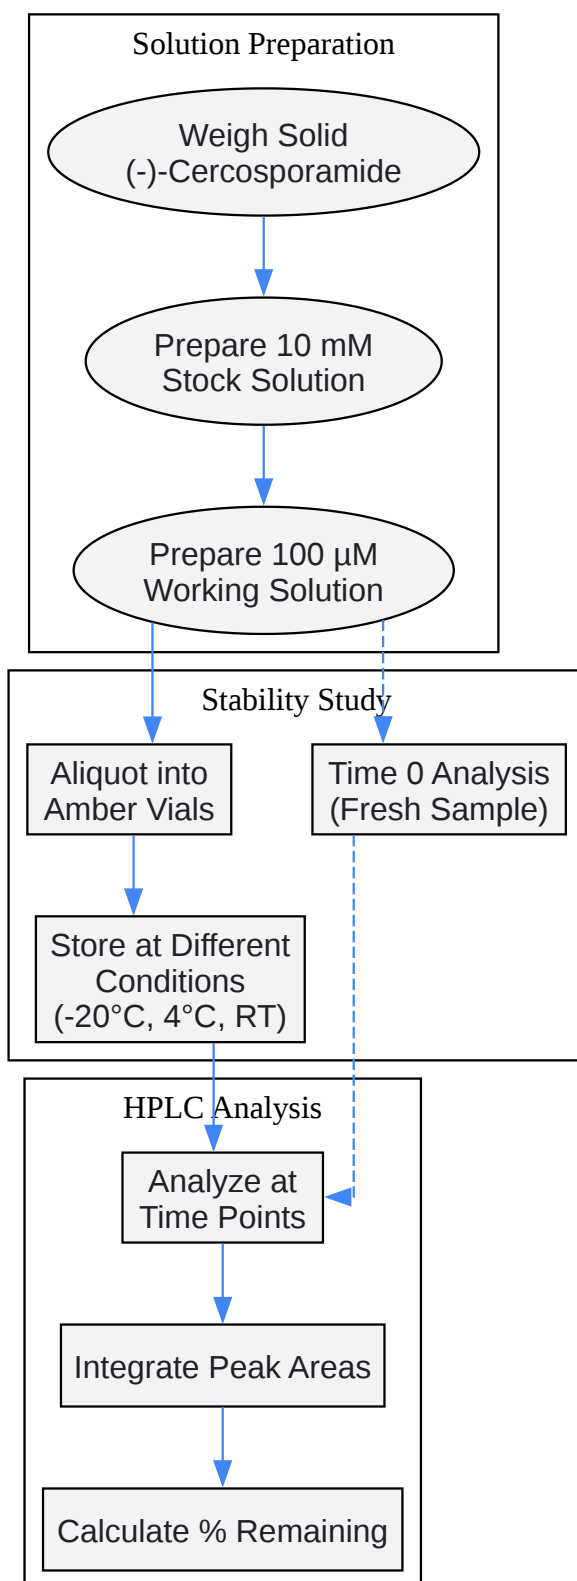 Solution Preparation
Weigh Solid
(-)-Cercosporamide
Prepare 10 mM
Stock Solution
Prepare 100 µM
Working Solution
Stability Study
Aliquot into
Amber Vials
Time 0 Analysis
(Fresh Sample)
Store at Different
Conditions
(-20°C, 4°C, RT)
HPLC Analysis
Analyze at
Time Points
Integrate Peak Areas
Calculate % Remaining